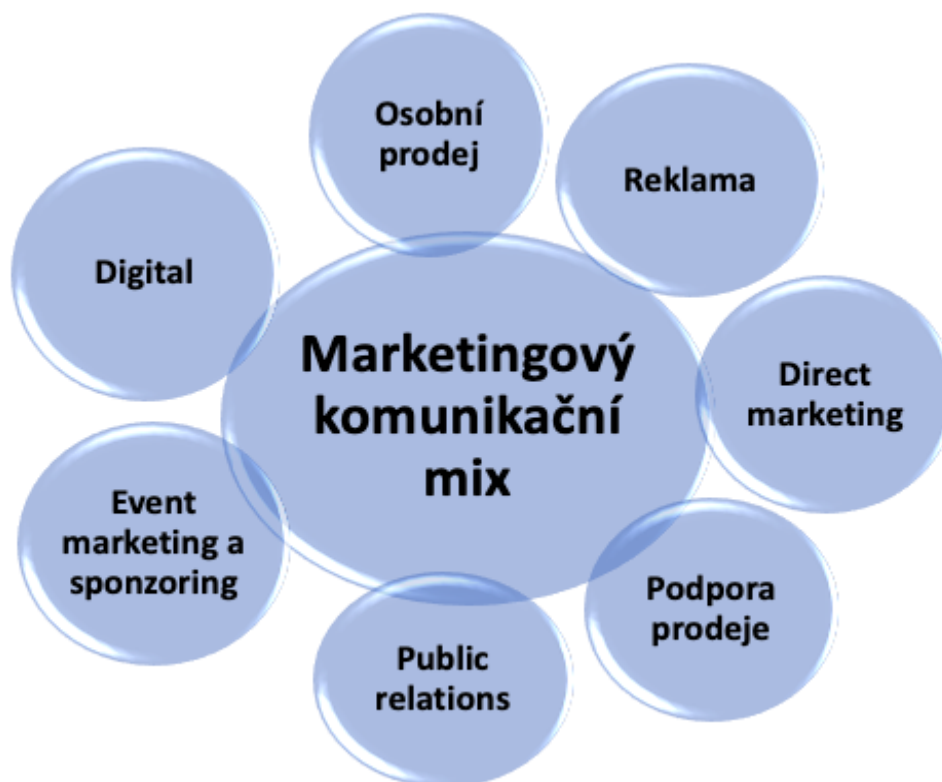 Osobní
prodej
Reklama
Digital
Marketingový
komunikační
mix
Direct
marketing
Event
marketing a
sponzoring
Podpora
prodeje
Public
relations